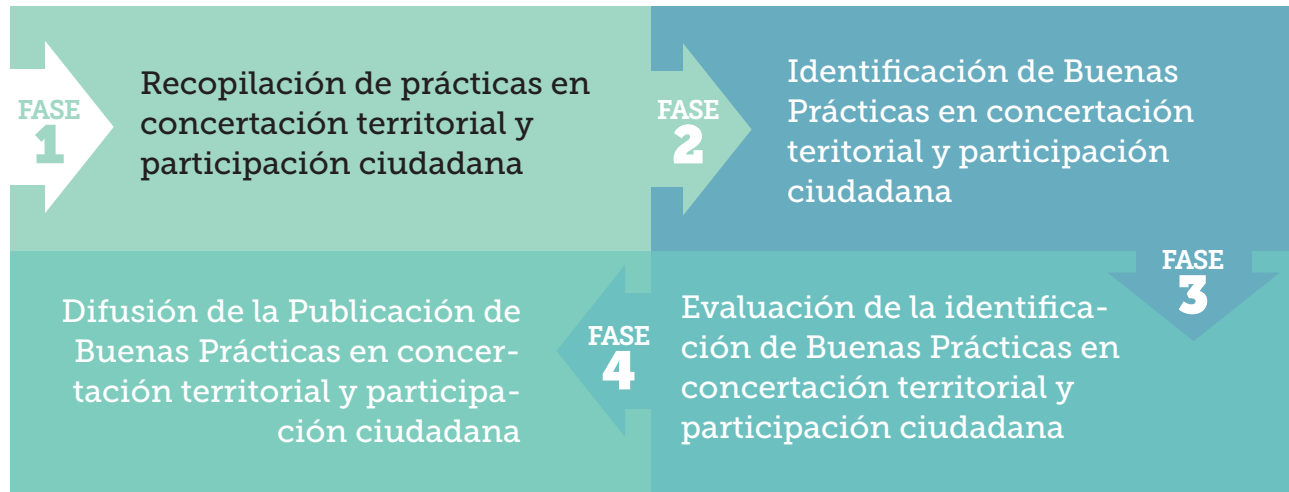 FASE
1
Recopilación de prácticas en
concertación territorial y
participación ciudadana
FASE
2
Identificación de Buenas
Prácticas en concertación
teritorial y participación
ciudadana
FASE
3
Evaluación de la identifica-
ción de Buenas Prácticas en
concertación territorial y
participación ciudadana
FASE
4
Difusión de la Publicación de
Buenas Prácticas en concer-
tación territorial y participa-
ción ciudadana